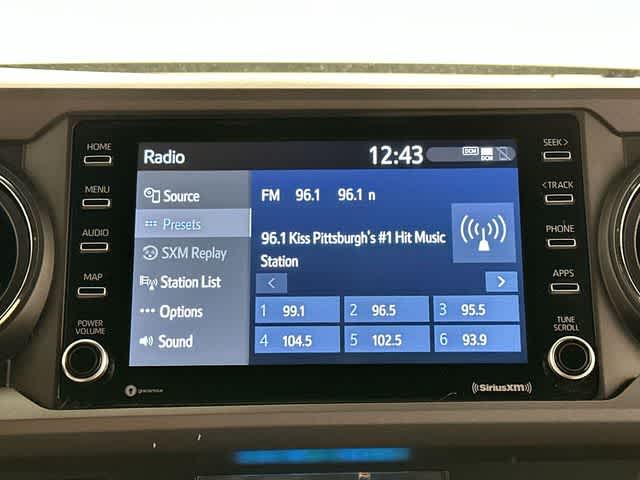 HOME
MENU
AUDIO
MAP
POWER
VOLUME
Radio
12:43
DCM
DCM
Source
Presets
SXM Replay
Station List
Options
Sound
FM 96.1 96.1 n
96.1 Kiss Pittsburgh's #1 Hit Music
Station
< >
1 99.1 2 96.5 3 95.5
4 104.5 5 102.5 6 93.9
SEEK >
< TRACK
PHONE
APPS
TUNE
SCROLL
gracenote
SiriusXM